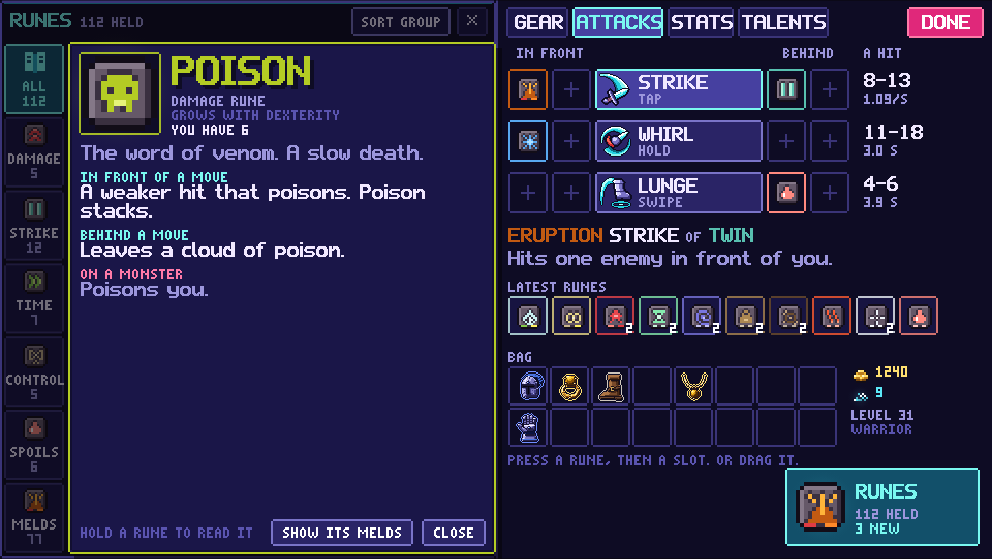 RUNES 112 HELD
SORT GROUP
ALL
112
DAMAGE
5
STRIKE
12
TIME
7
CONTROL
5
SPOILS
6
MELDS
77
POISON
DAMAGE RUNE
GROWS WITH DEXTERITY
YOU HAVE 6
The word of venom. A slow death.
IN FRONT OF A MOVE
A weaker hit that poisons. Poison
stacks.
BEHIND A MOVE
Leaves a cloud of poison.
ON A MONSTER
Poisons you.
HOLD A RUNE TO READ IT
SHOW ITS MELDS
CLOSE
GEAR
ATTACKS
STATS
TALENTS
DONE
IN FRONT
BEHIND
A HIT
STRIKE
TAP
8-13
1.09/S
WHIRL
HOLD
11-18
3.0 S
LUNGE
SWIPE
4-6
3.9 S
ERUPTION STRIKE OF TWIN
Hits one enemy in front of you.
LATEST RUNES
2
2
2
2
2
2
BAG
1240
9
LEVEL 31
WARRIOR
PRESS A RUNE, THEN A SLOT. OR DRAG IT.
RUNES
112 HELD
3 NEW